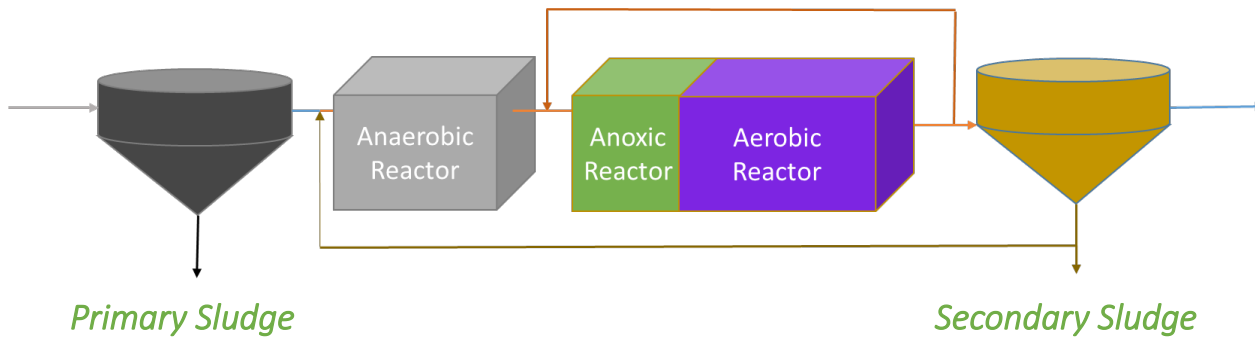 Anaerobic
Reactor
Anoxic
Reactor
Aerobic
Reactor
Primary Sludge
Secondary Sludge